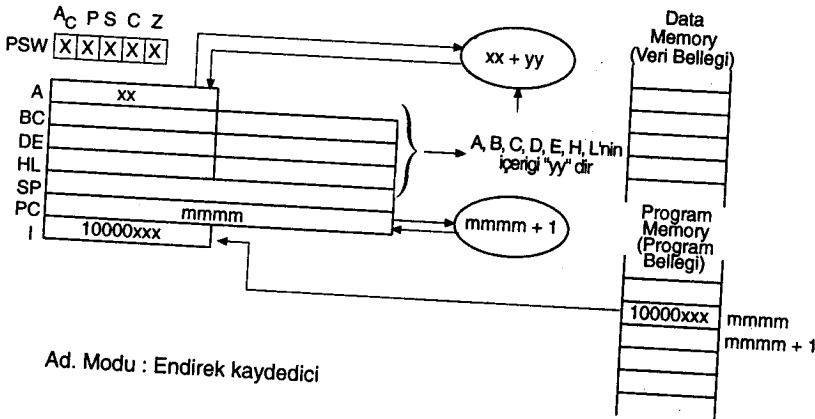 A_C P S C Z
PSW X X X X X
A xx
BC
DE
HL
SP
PC mmmm
I 10000xxx
xx + yy
A, B, C, D, E, H, L'nin
içerigi "yy" dir
mmmm + 1
Data
Memory
(Veri Bellegi)
Program
Memory
(Program
Bellegi)
10000xxx mmmm
mmmm + 1
Ad. Modu : Endirek kaydedici